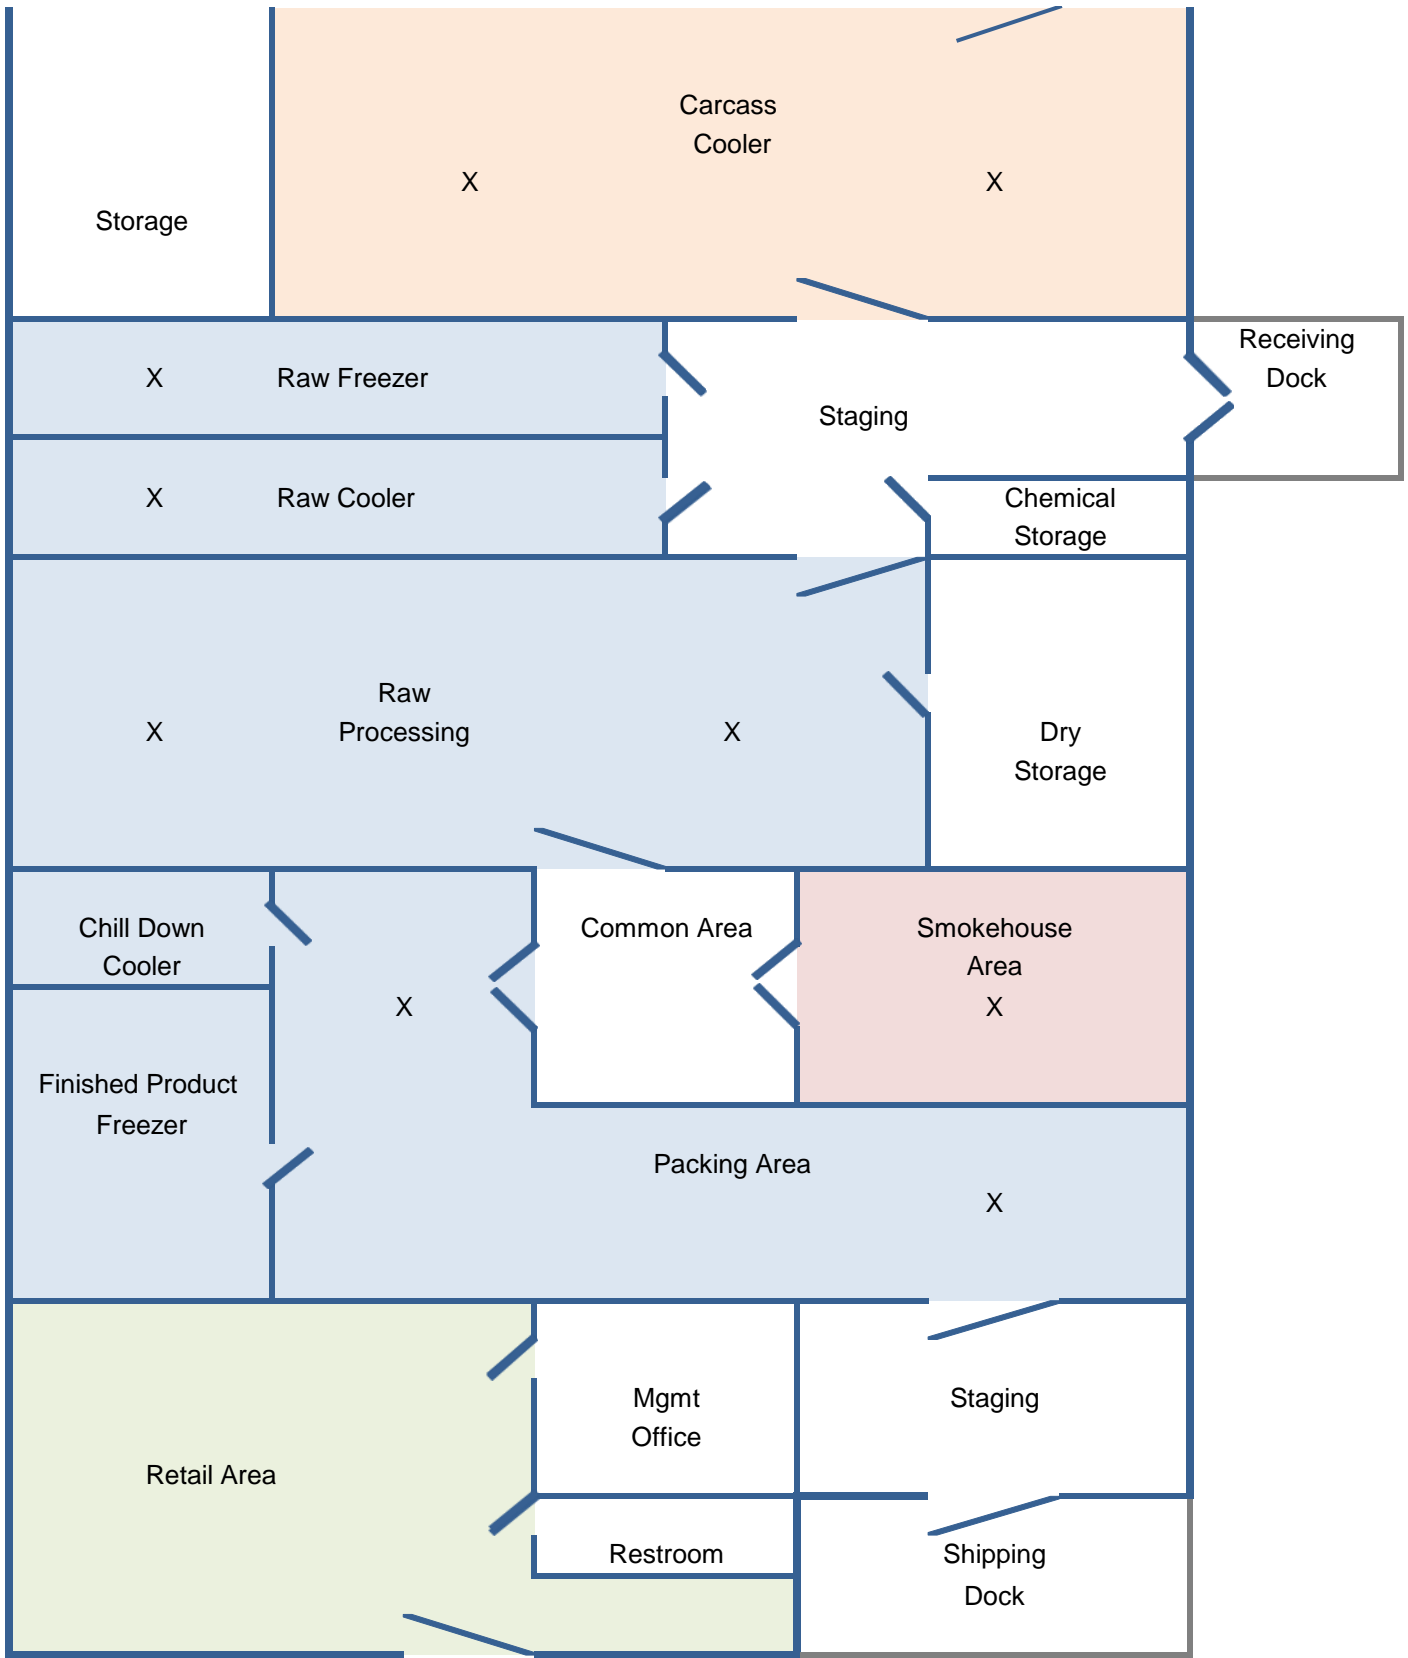 Carcass
Cooler
X
X
Storage
Receiving
Dock
X
Raw Freezer
Staging
X
Raw Cooler
Chemical
Storage
Raw
Processing
X
X
Dry
Storage
Chill Down
Cooler
Common Area
Smokehouse
Area
X
X
Finished Product
Freezer
Packing Area
X
Mgmt
Office
Staging
Retail Area
Restroom
Shipping
Dock